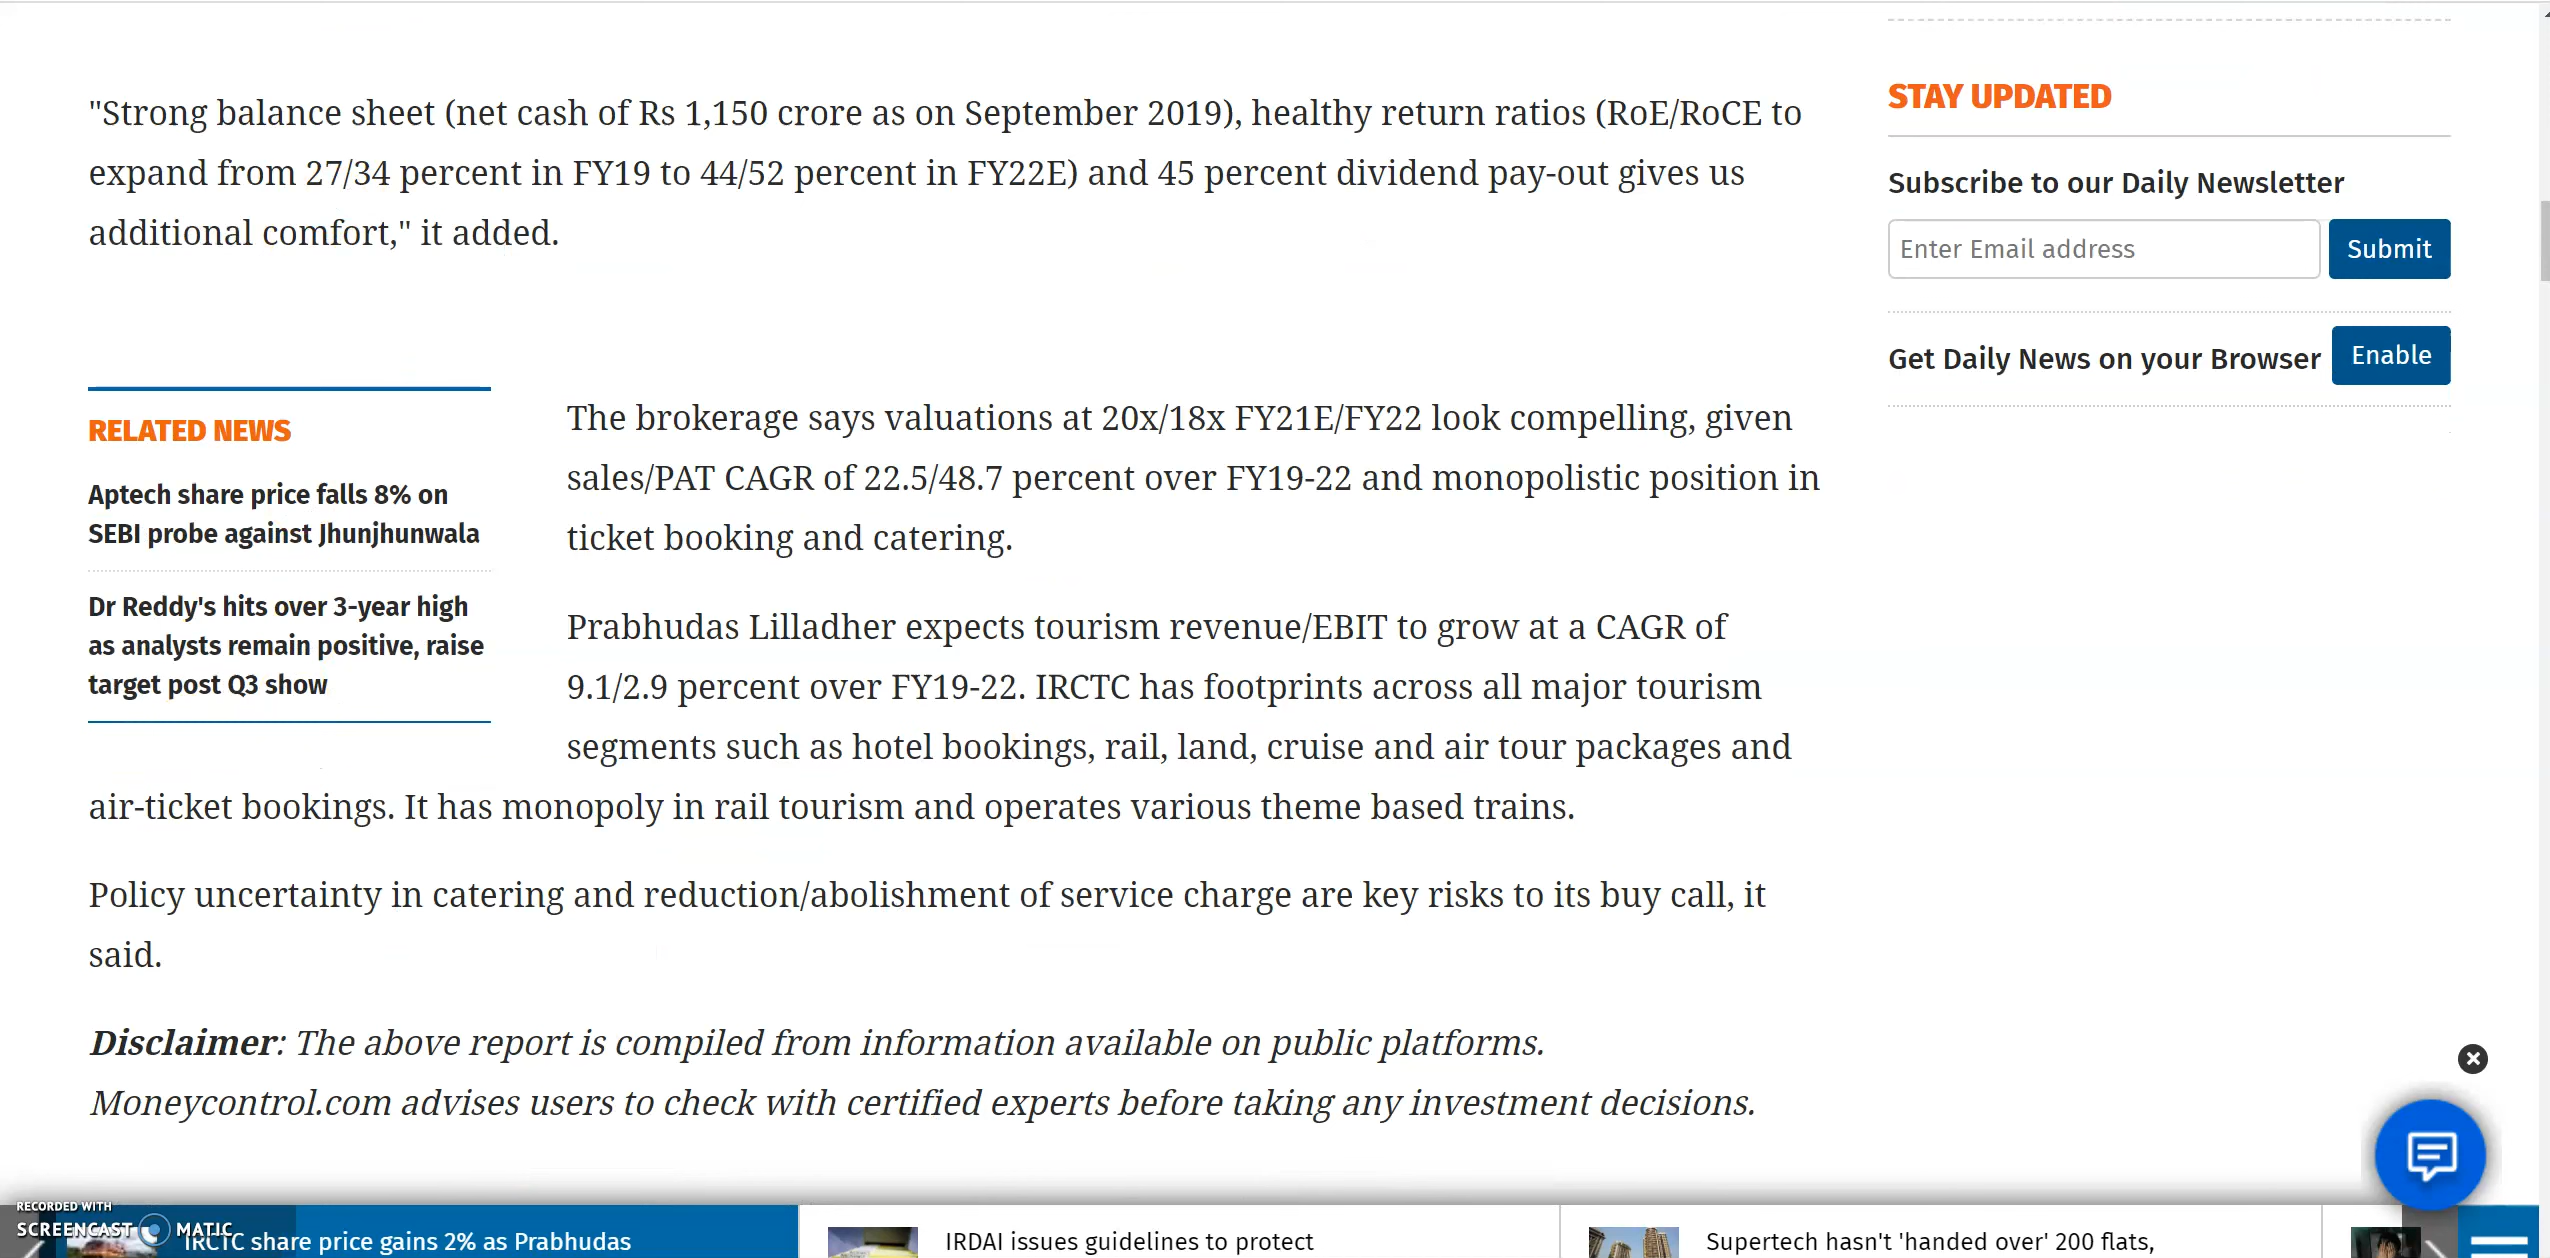 "Strong balance sheet (net cash of Rs 1,150 crore as on September 2019), healthy return ratios (RoE/RoCE to
expand from 27/34 percent in FY19 to 44/52 percent in FY22E) and 45 percent dividend pay-out gives us
additional comfort," it added.
RELATED NEWS
Aptech share price falls 8% on
SEBI probe against Jhunjhunwala
Dr Reddy's hits over 3-year high
as analysts remain positive, raise
target post Q3 show
The brokerage says valuations at 20x/18x FY21E/FY22 look compelling, given
sales/PAT CAGR of 22.5/48.7 percent over FY19-22 and monopolistic position in
ticket booking and catering.
Prabhudas Lilladher expects tourism revenue/EBIT to grow at a CAGR of
9.1/2.9 percent over FY19-22. IRCTC has footprints across all major tourism
segments such as hotel bookings, rail, land, cruise and air tour packages and
air-ticket bookings. It has monopoly in rail tourism and operates various theme based trains.
Policy uncertainty in catering and reduction/abolishment of service charge are key risks to its buy call, it
said.
Disclaimer: The above report is compiled from information available on public platforms.
Moneycontrol.com advises users to check with certified experts before taking any investment decisions.
STAY UPDATED
Subscribe to our Daily Newsletter
Enter Email address
Submit
Get Daily News on your Browser
Enable
RECORDED WITH
SCREENCAST MATIC
IRCTC share price gains 2% as Prabhudas
IRDAI issues guidelines to protect
Supertech hasn't 'handed over' 200 flats,